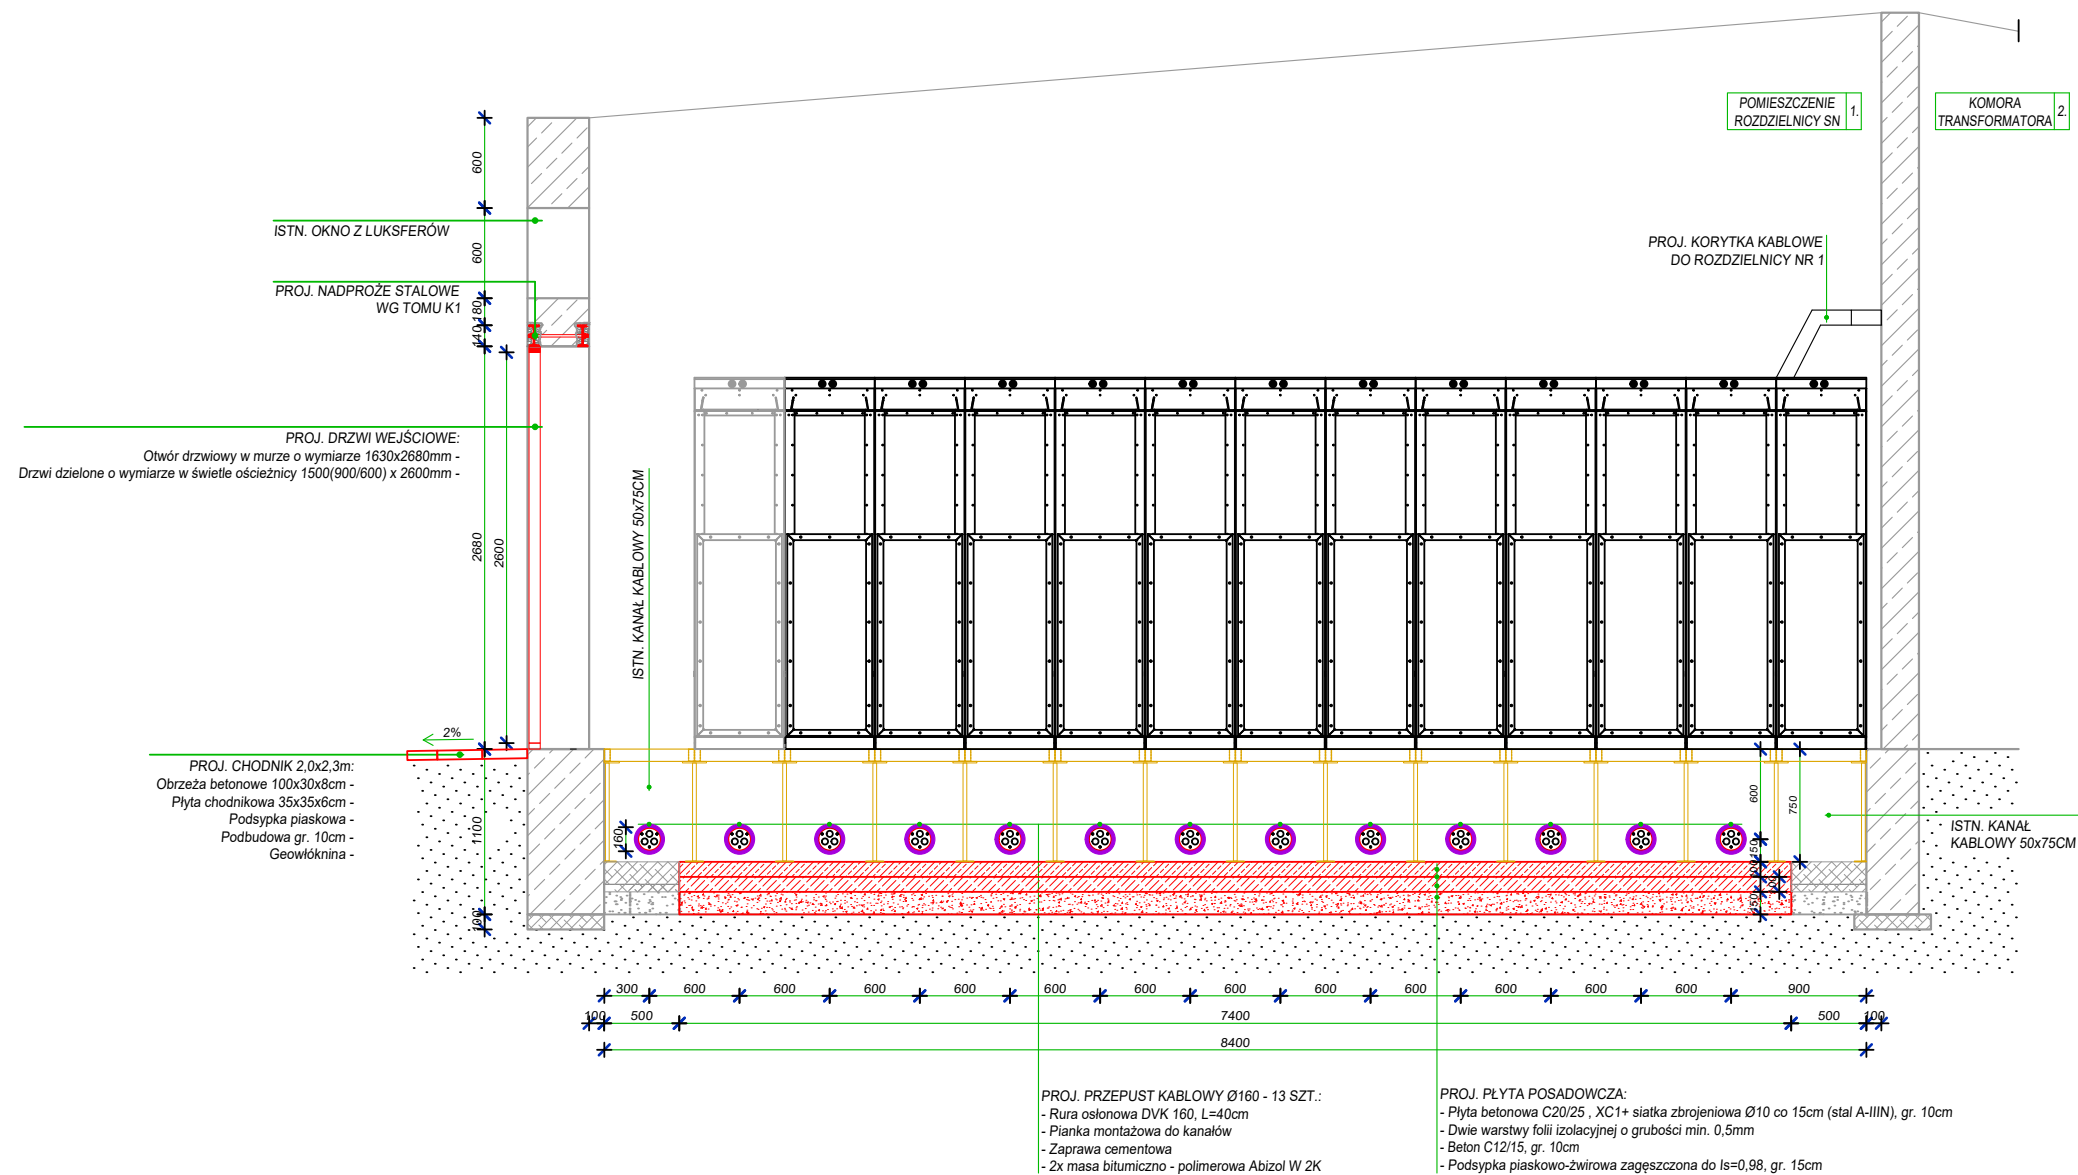 POMIESZCZENIE
ROZDZIELNICY SN
1.
KOMORA
TRANSFORMATORA
2.
600
ISTN. OKNO Z LUKSFERÓW
600
PROJ. KORYTKA KABLOWE
DO ROZDZIELNICY NR 1
PROJ. NADPROŻE STALOWE
WG TOMU K1
180
140
PROJ. DRZWI WEJŚCIOWE:
Otwór drzwiowy w murze o wymiarze 1630x2680mm -
Drzwi dzielone o wymiarze w świetle ościeżnicy 1500(900/600) x 2600mm -
ISTN. KANAŁ KABLOWY 50x75CM
2680
2600
2%
PROJ. CHODNIK 2,0x2,3m:
Obrzeża betonowe 100x30x8cm -
Płyta chodnikowa 35x35x6cm -
Podsypka piaskowa -
Podbudowa gr. 10cm -
Geowłóknina -
1100
100
160
600
750
150
100
100
150
ISTN. KANAŁ
KABLOWY 50x75CM
300 600 600 600 600 600 600 600 600 600 600 600 600 900
100 500 7400 500 100
8400
PROJ. PRZEPUST KABLOWY Ø160 - 13 SZT.:
- Rura osłonowa DVK 160, L=40cm
- Pianka montażowa do kanałów
- Zaprawa cementowa
- 2x masa bitumiczno - polimerowa Abizol W 2K
PROJ. PŁYTA POSADOWCZA:
- Płyta betonowa C20/25 , XC1+ siatka zbrojeniowa Ø10 co 15cm (stal A-IIIN), gr. 10cm
- Dwie warstwy folii izolacyjnej o grubości min. 0,5mm
- Beton C12/15, gr. 10cm
- Podsypka piaskowo-żwirowa zagęszczona do Is=0,98, gr. 15cm